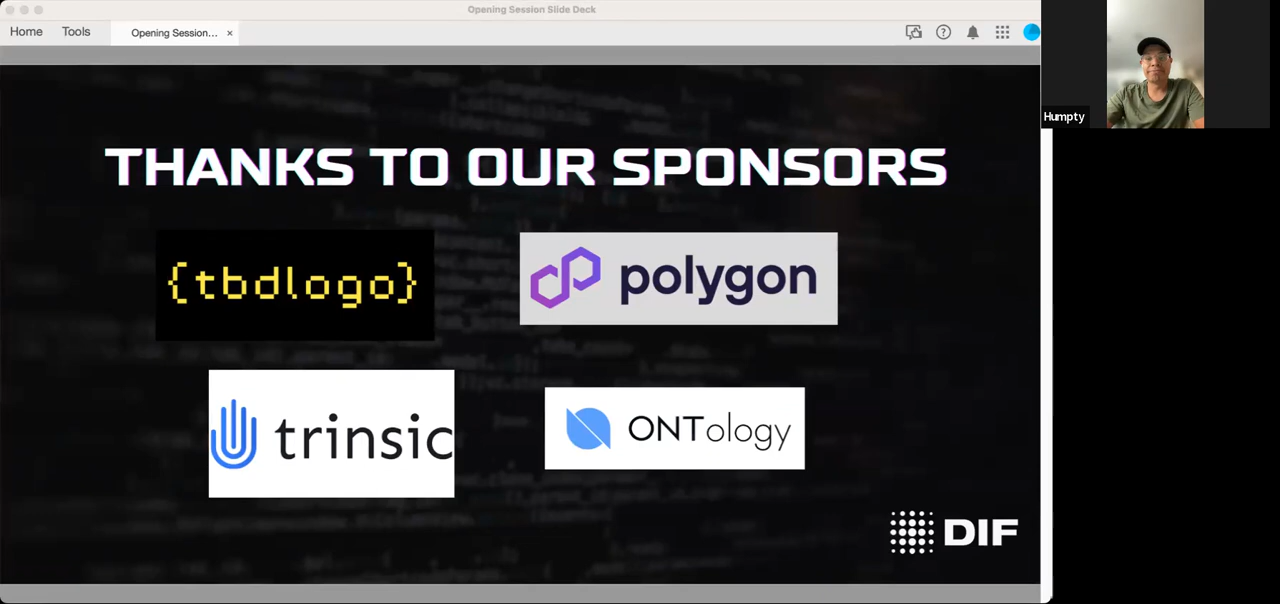 Opening Session Slide Deck
Home Tools Opening Session... ×
Humpty
THANKS TO OUR SPONSORS
{tbdlogo}
polygon
trinsic
ONTology
DIF